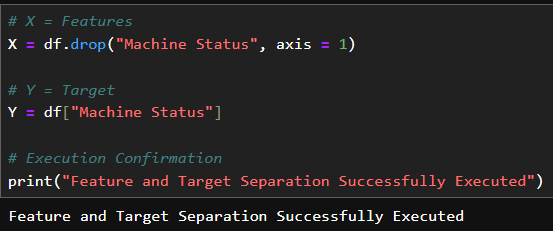 # X = Features
X = df.drop("Machine Status", axis = 1)
# Y = Target
Y = df["Machine Status"]
# Execution Confirmation
print("Feature and Target Separation Successfully Executed")
Feature and Target Separation Successfully Executed